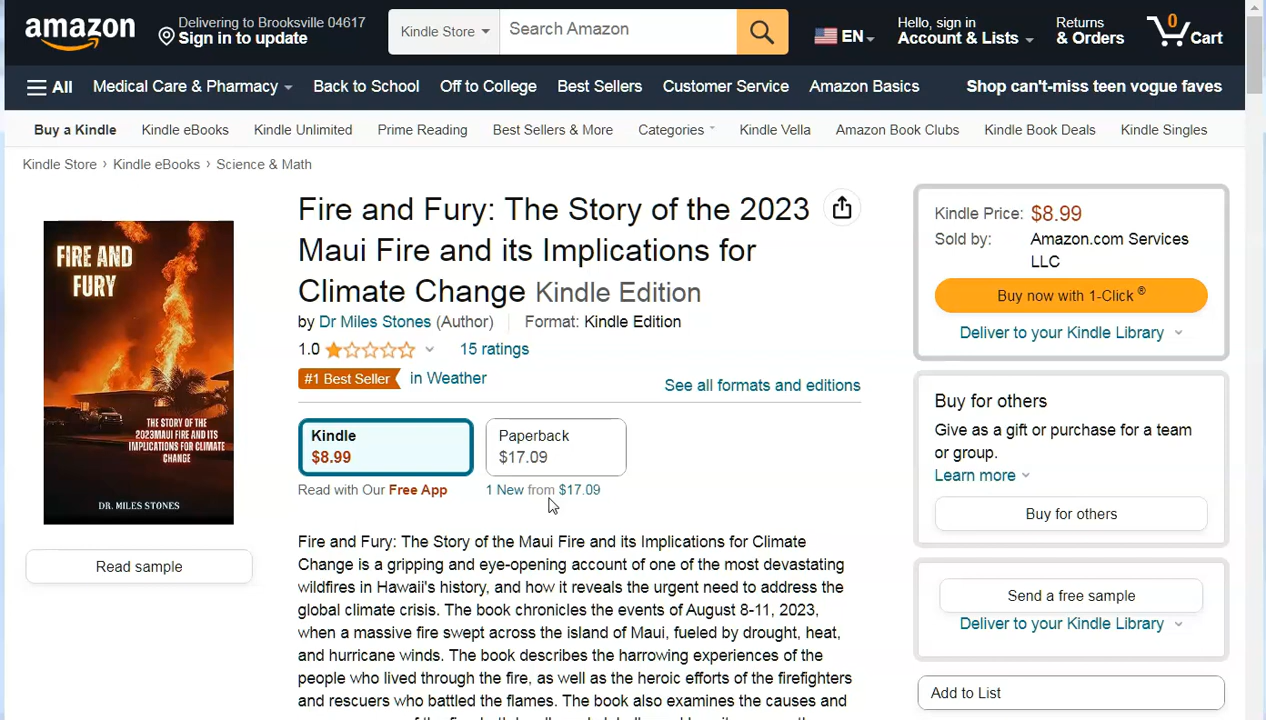 amazon
Delivering to Brooksville 04617
Sign in to update
Kindle Store
Search Amazon
EN
Hello, sign in
Account & Lists
Returns
& Orders
0
Cart
All
Medical Care & Pharmacy
Back to School
Off to College
Best Sellers
Customer Service
Amazon Basics
Shop can't-miss teen vogue faves
Buy a Kindle
Kindle eBooks
Kindle Unlimited
Prime Reading
Best Sellers & More
Categories
Kindle Vella
Amazon Book Clubs
Kindle Book Deals
Kindle Singles
Kindle Store › Kindle eBooks › Science & Math
FIRE AND
FURY
THE STORY OF THE
2023MAUI FIRE AND ITS
IMPLICATIONS FOR CLIMATE
CHANGE
DR. MILES STONES
Read sample
Fire and Fury: The Story of the 2023
Maui Fire and its Implications for
Climate Change Kindle Edition
by Dr Miles Stones (Author) Format: Kindle Edition
1.0 15 ratings
#1 Best Seller in Weather
See all formats and editions
Kindle
$8.99
Paperback
$17.09
Read with Our Free App
1 New from $17.09
Fire and Fury: The Story of the Maui Fire and its Implications for Climate
Change is a gripping and eye-opening account of one of the most devastating
wildfires in Hawaii's history, and how it reveals the urgent need to address the
global climate crisis. The book chronicles the events of August 8-11, 2023,
when a massive fire swept across the island of Maui, fueled by drought, heat,
and hurricane winds. The book describes the harrowing experiences of the
people who lived through the fire, as well as the heroic efforts of the firefighters
and rescuers who battled the flames. The book also examines the causes and
Kindle Price: $8.99
Sold by: Amazon.com Services
LLC
Buy now with 1-Click ®
Deliver to your Kindle Library
Buy for others
Give as a gift or purchase for a team
or group.
Learn more
Buy for others
Send a free sample
Deliver to your Kindle Library
Add to List